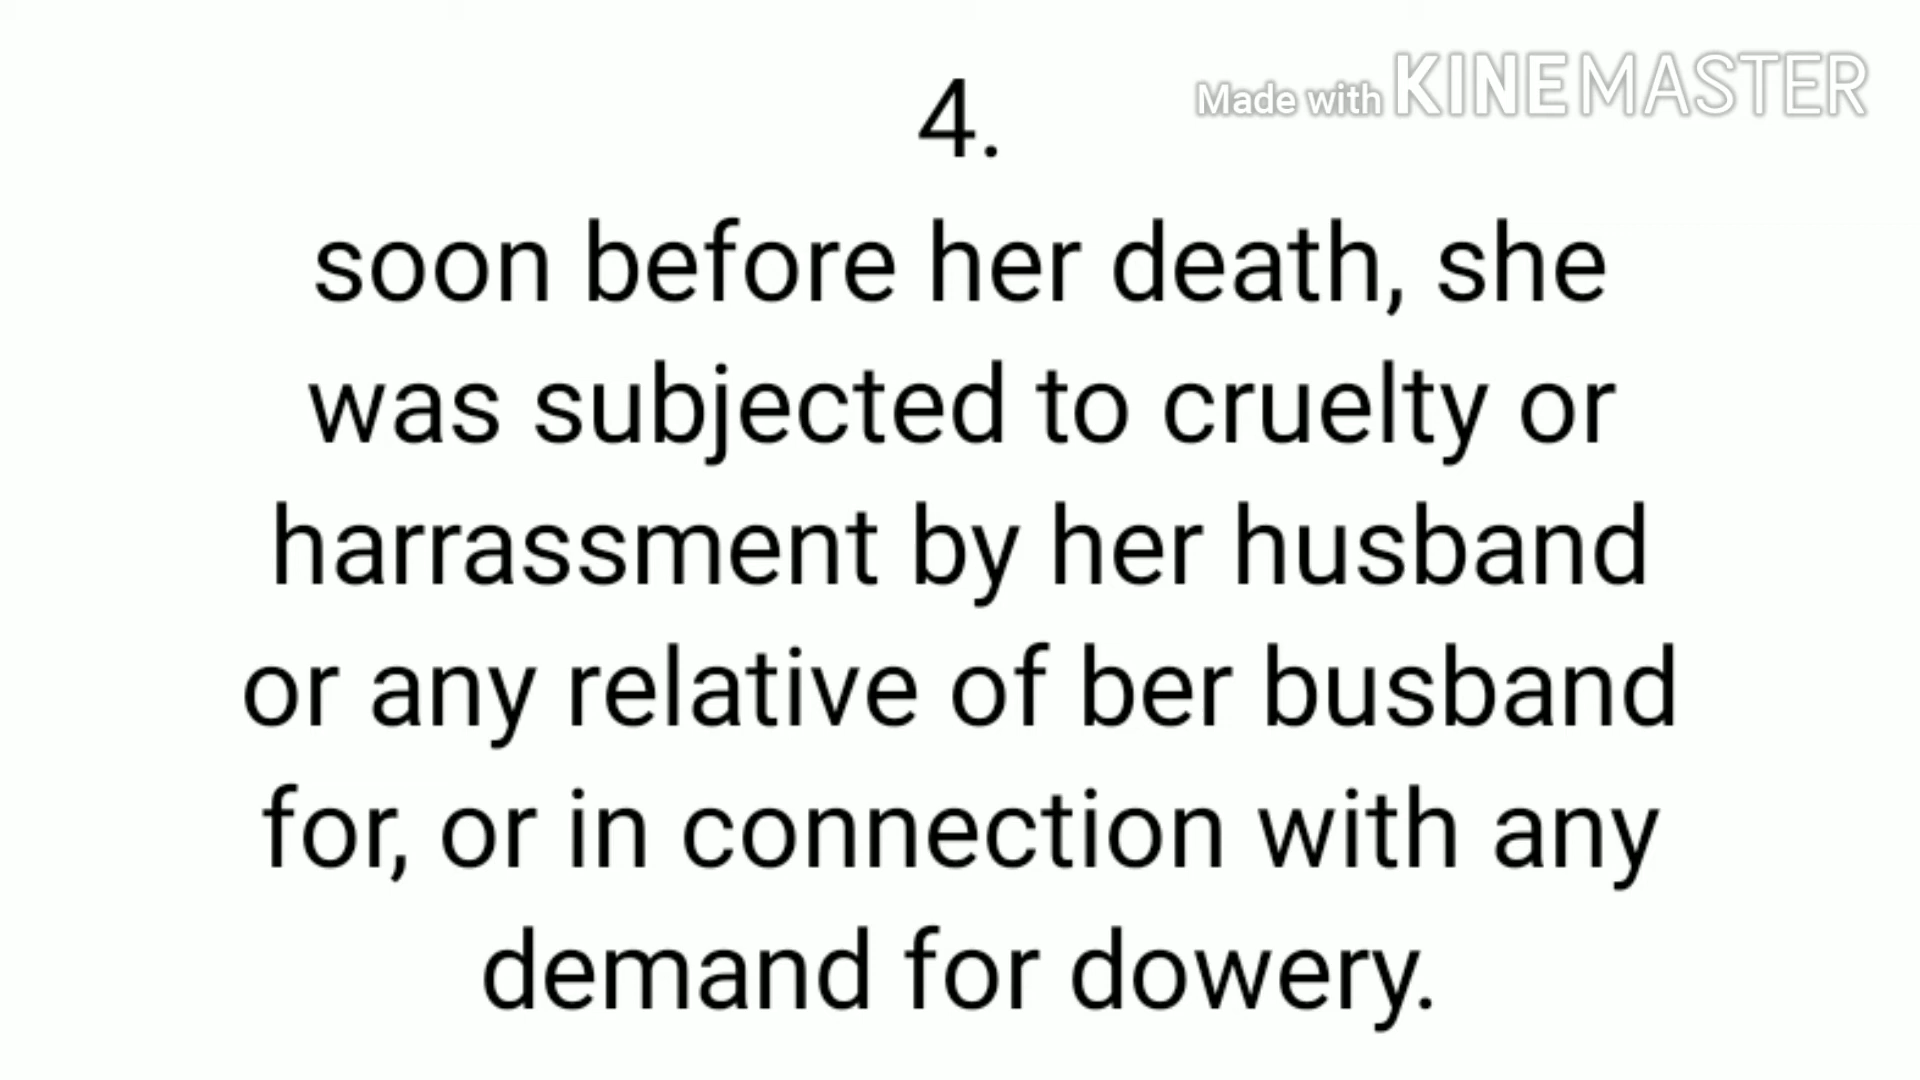 Made with KINEMASTER
4.
soon before her death, she
was subjected to cruelty or
harrassment by her husband
or any relative of ber busband
for, or in connection with any
demand for dowery.